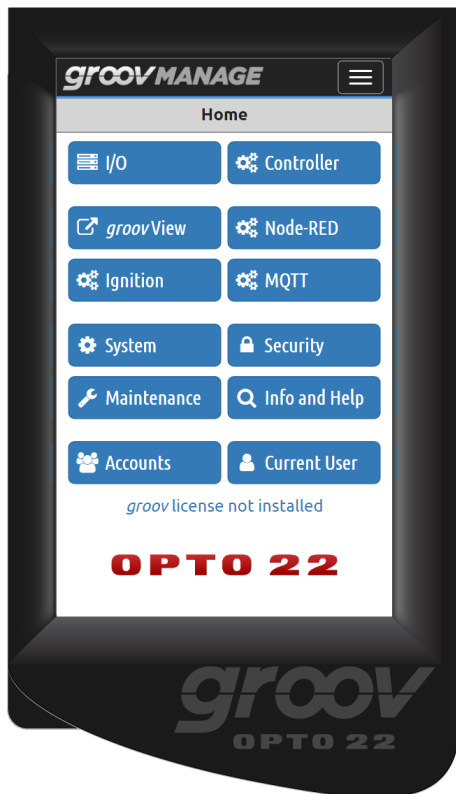 groov MANAGE
Home
I/O Controller
groov View Node-RED
Ignition MQTT
System Security
Maintenance Info and Help
Accounts Current User
groov license not installed
OPTO 22
groov
OPTO 22